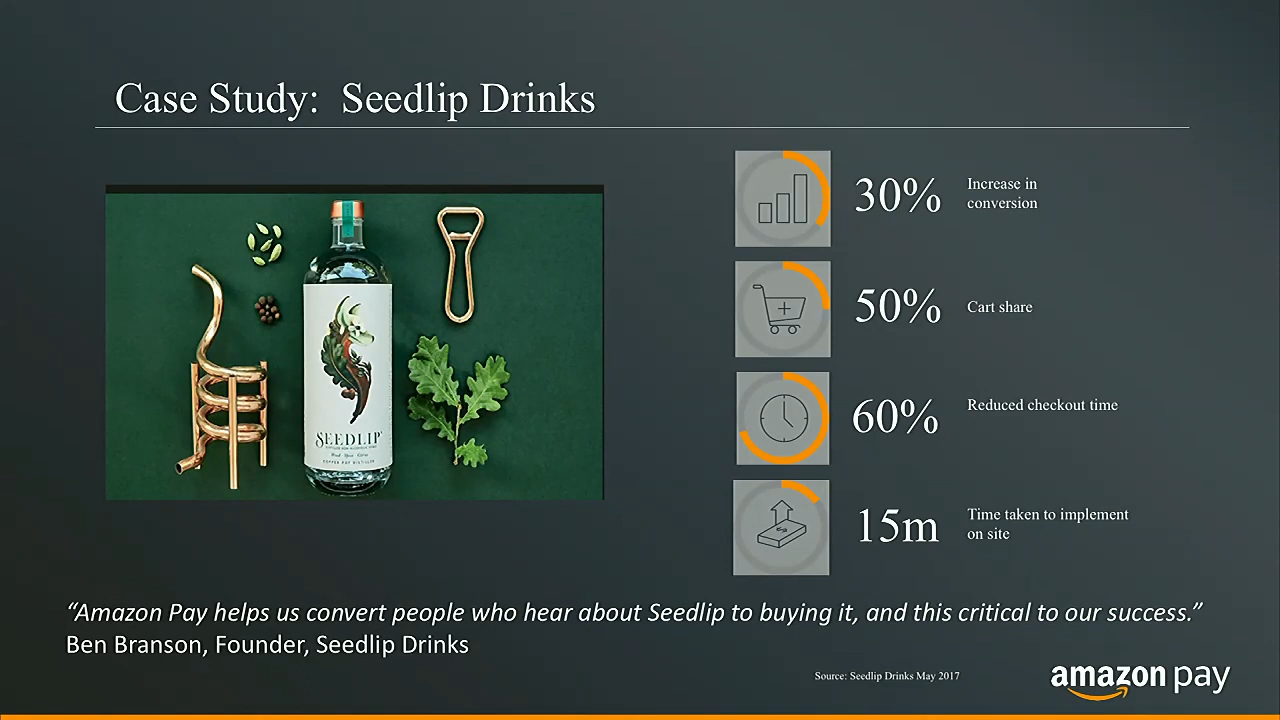 Case Study: Seedlip Drinks
30%
Increase in
conversion
50%
Cart share
60%
Reduced checkout time
15m
Time taken to implement
on site
SEEDLIP
“Amazon Pay helps us convert people who hear about Seedlip to buying it, and this critical to our success.”
Ben Branson, Founder, Seedlip Drinks
Source: Seedlip Drinks May 2017
amazon pay